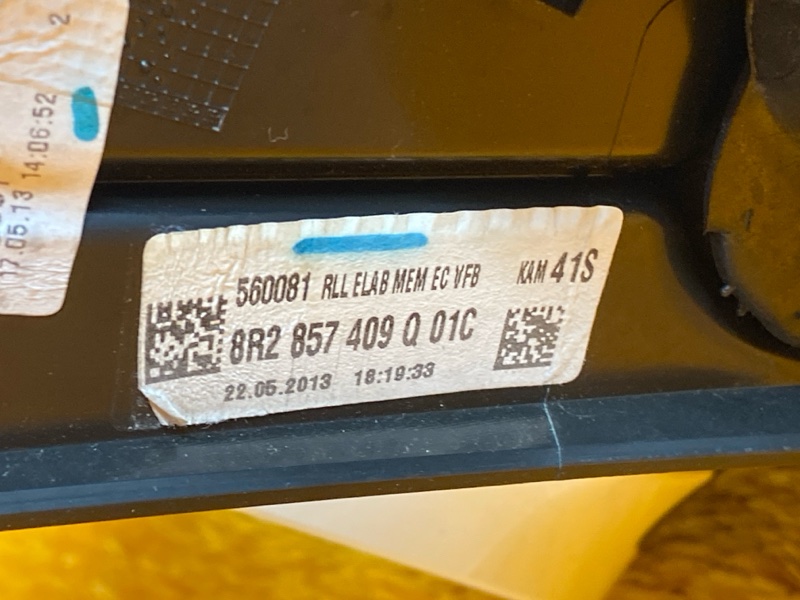 2
17.05.13 14:06:52
560081 RLL ELAB MEM EC VFB KAM 41S
8R2 857 409 Q 01C
22.05.2013 18:19:33